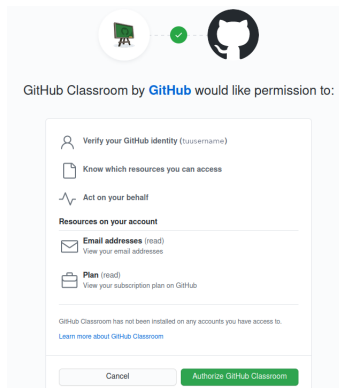 GitHub Classroom by GitHub would like permission to:
Verify your GitHub identity (tuusername)
Know which resources you can access
Act on your behalf
Resources on your account
Email addresses (read)
View your email addresses
Plan (read)
View your subscription plan on GitHub
GitHub Classroom has not been installed on any accounts you have access to.
Learn more about GitHub Classroom
Cancel
Authorize GitHub Classroom